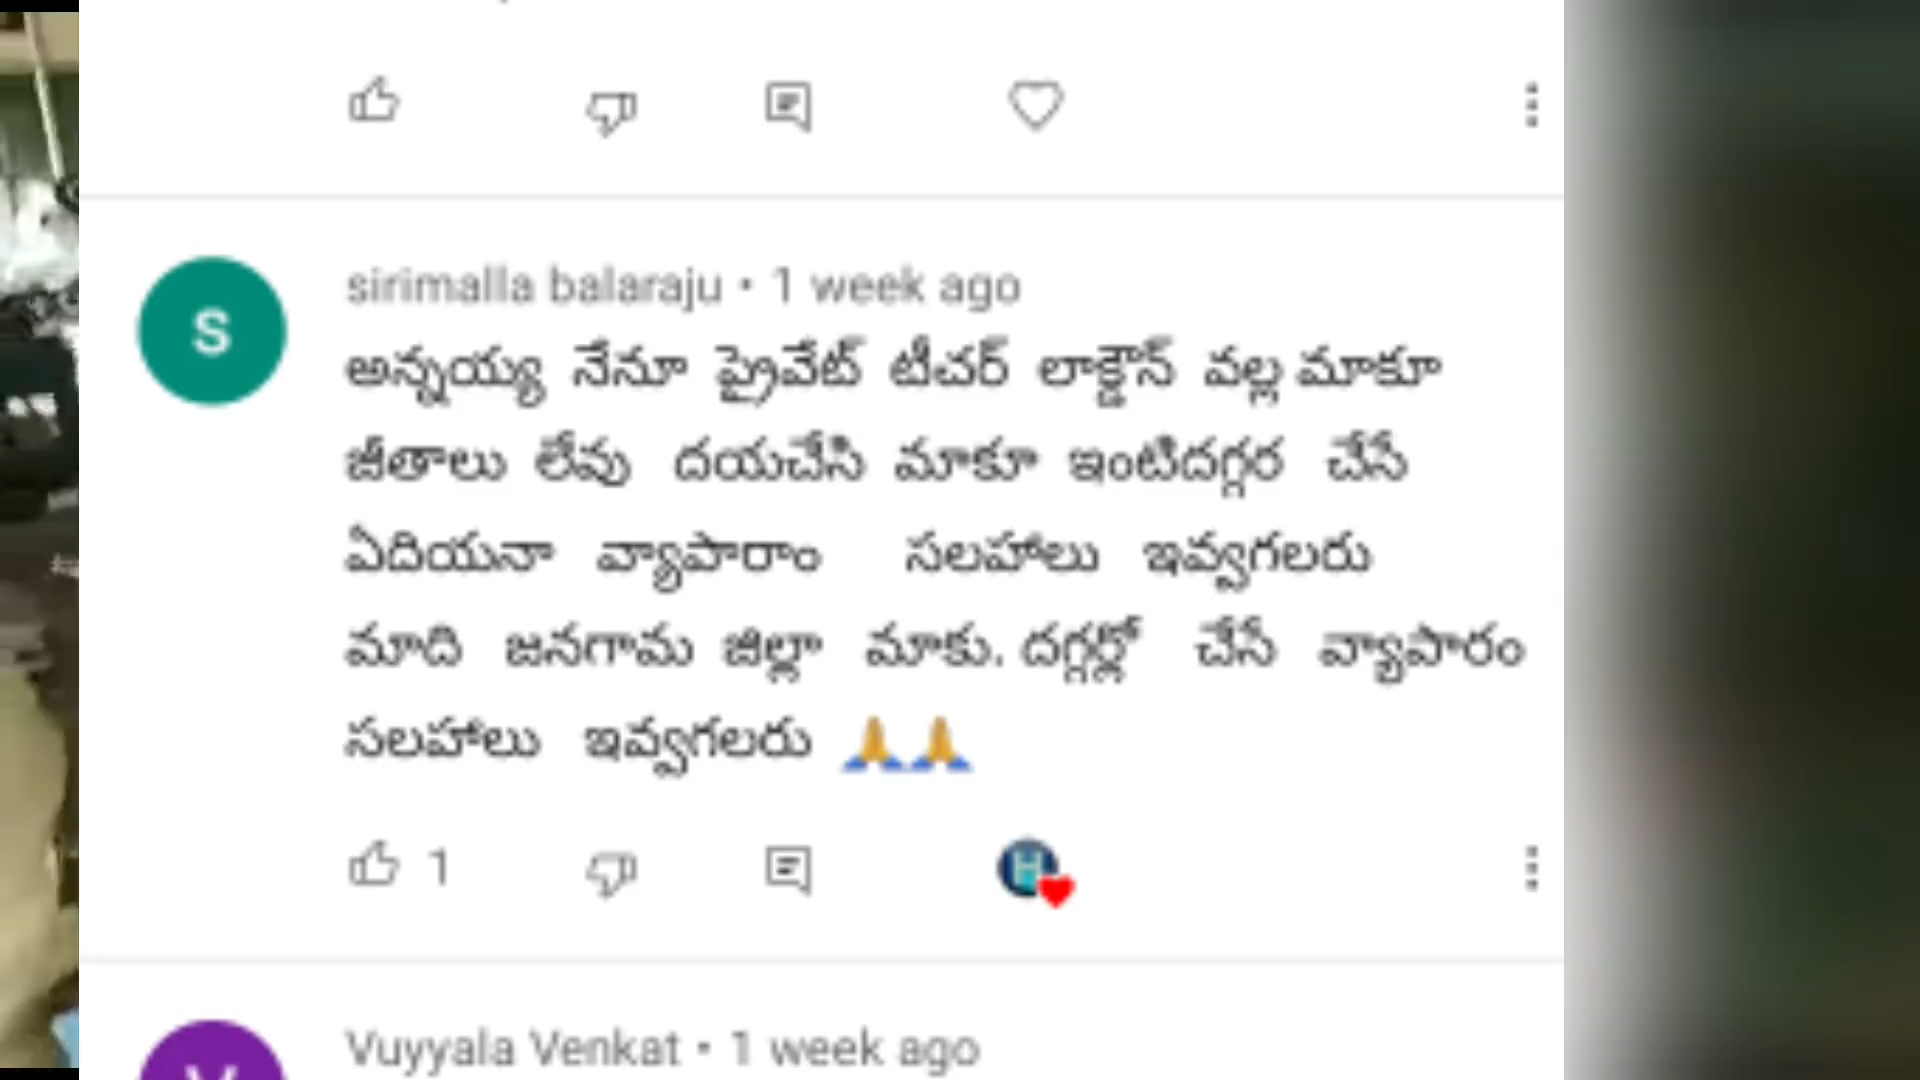 sirimalla balaraju • 1 week ago
S
అన్నయ్య నేనూ ప్రైవేట్ టీచర్ లాక్డౌన్ వల్ల మాకూ
జీతాలు లేవు దయచేసి మాకూ ఇంటిదగ్గర చేసే
ఏదియనా వ్యాపారాం సలహాలు ఇవ్వగలరు
మాది జనగామ జిల్లా మాకు. దగ్గర్లో చేసే వ్యాపారం
సలహాలు ఇవ్వగలరు 🙏🙏
1
H
Vuyyala Venkat • 1 week ago
V